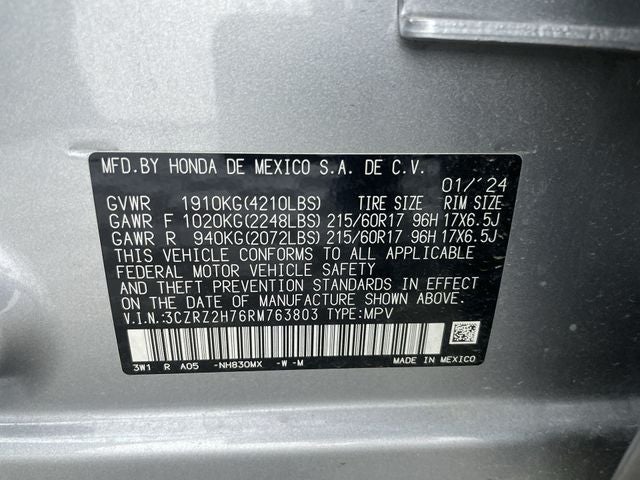 MFD.BY HONDA DE MEXICO S.A. DE C.V.
01/'24
GVWR 1910KG(4210LBS) TIRE SIZE RIM SIZE
GAWR F 1020KG(2248LBS) 215/60R17 96H 17X6.5J
GAWR R 940KG(2072LBS) 215/60R17 96H 17X6.5J
THIS VEHICLE CONFORMS TO ALL APPLICABLE
FEDERAL MOTOR VEHICLE SAFETY
AND THEFT PREVENTION STANDARDS IN EFFECT
ON THE DATE OF MANUFACTURE SHOWN ABOVE.
V.I.N.:3CZRZ2H76RM763803 TYPE:MPV
3W1 R A05 -NH830MX -W -M MADE IN MEXICO